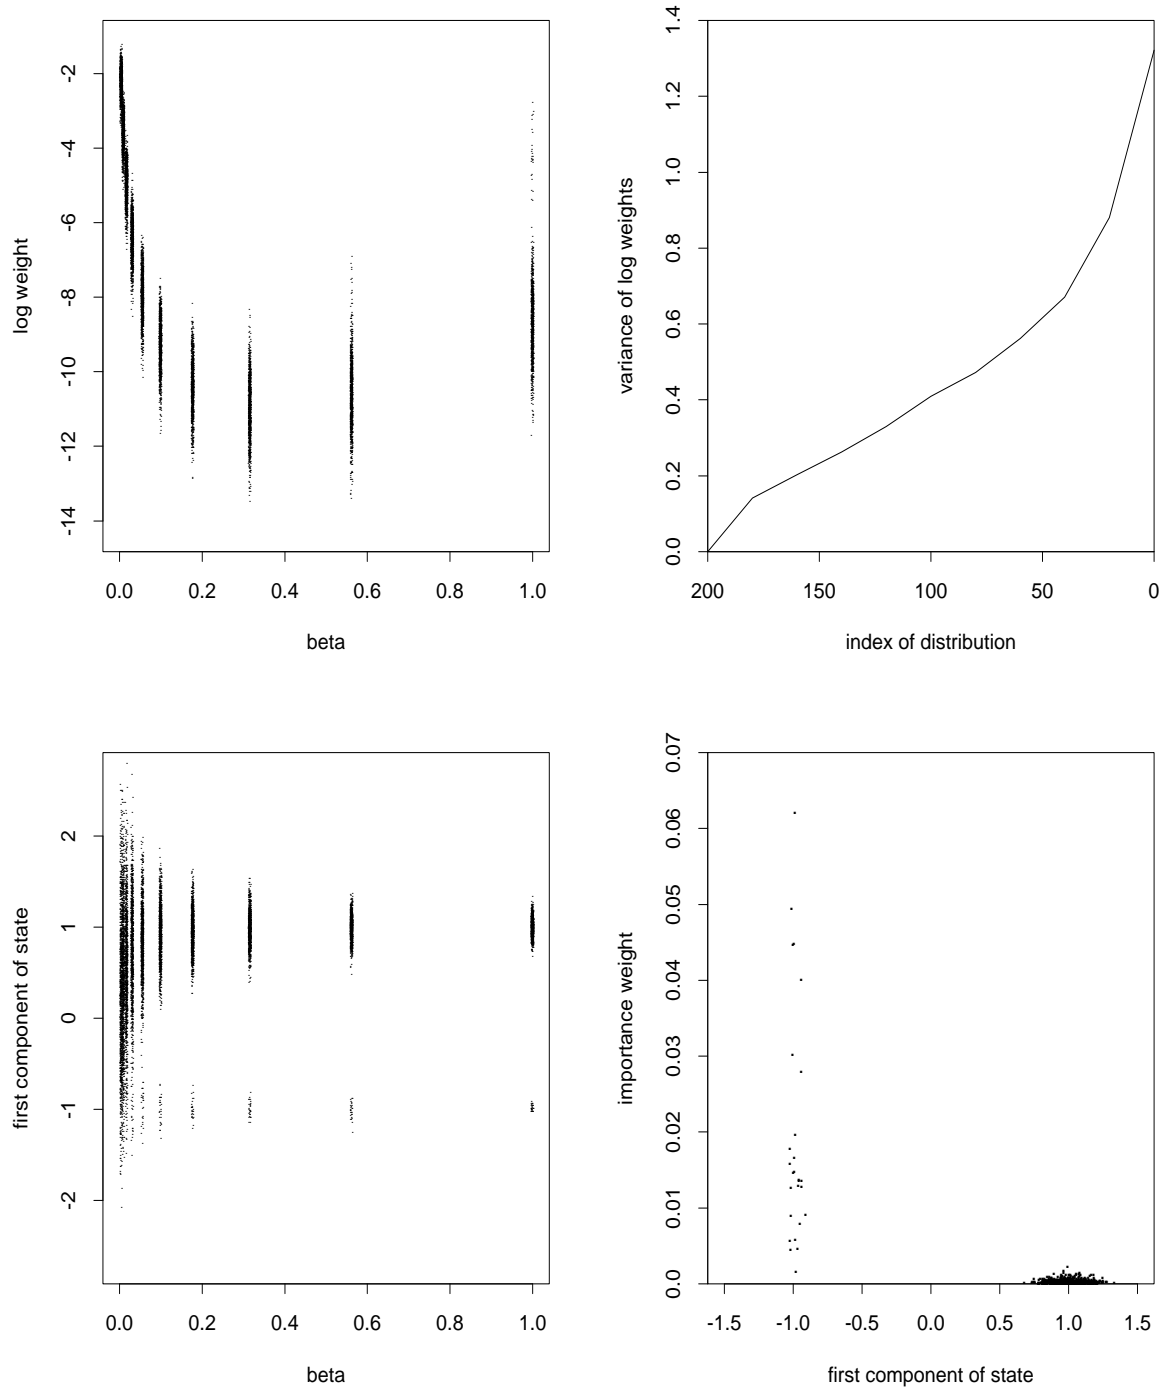 log weight
-2
-4
-6
-8
-10
-12
-14
0.0 0.2 0.4 0.6 0.8 1.0
beta
variance of log weights
1.4
1.2
1.0
0.8
0.6
0.4
0.2
0.0
200 150 100 50 0
index of distribution
first component of state
2
1
0
-1
-2
0.0 0.2 0.4 0.6 0.8 1.0
beta
importance weight
0.07
0.06
0.05
0.04
0.03
0.02
0.01
0.0
-1.5 -1.0 -0.5 0.0 0.5 1.0 1.5
first component of state